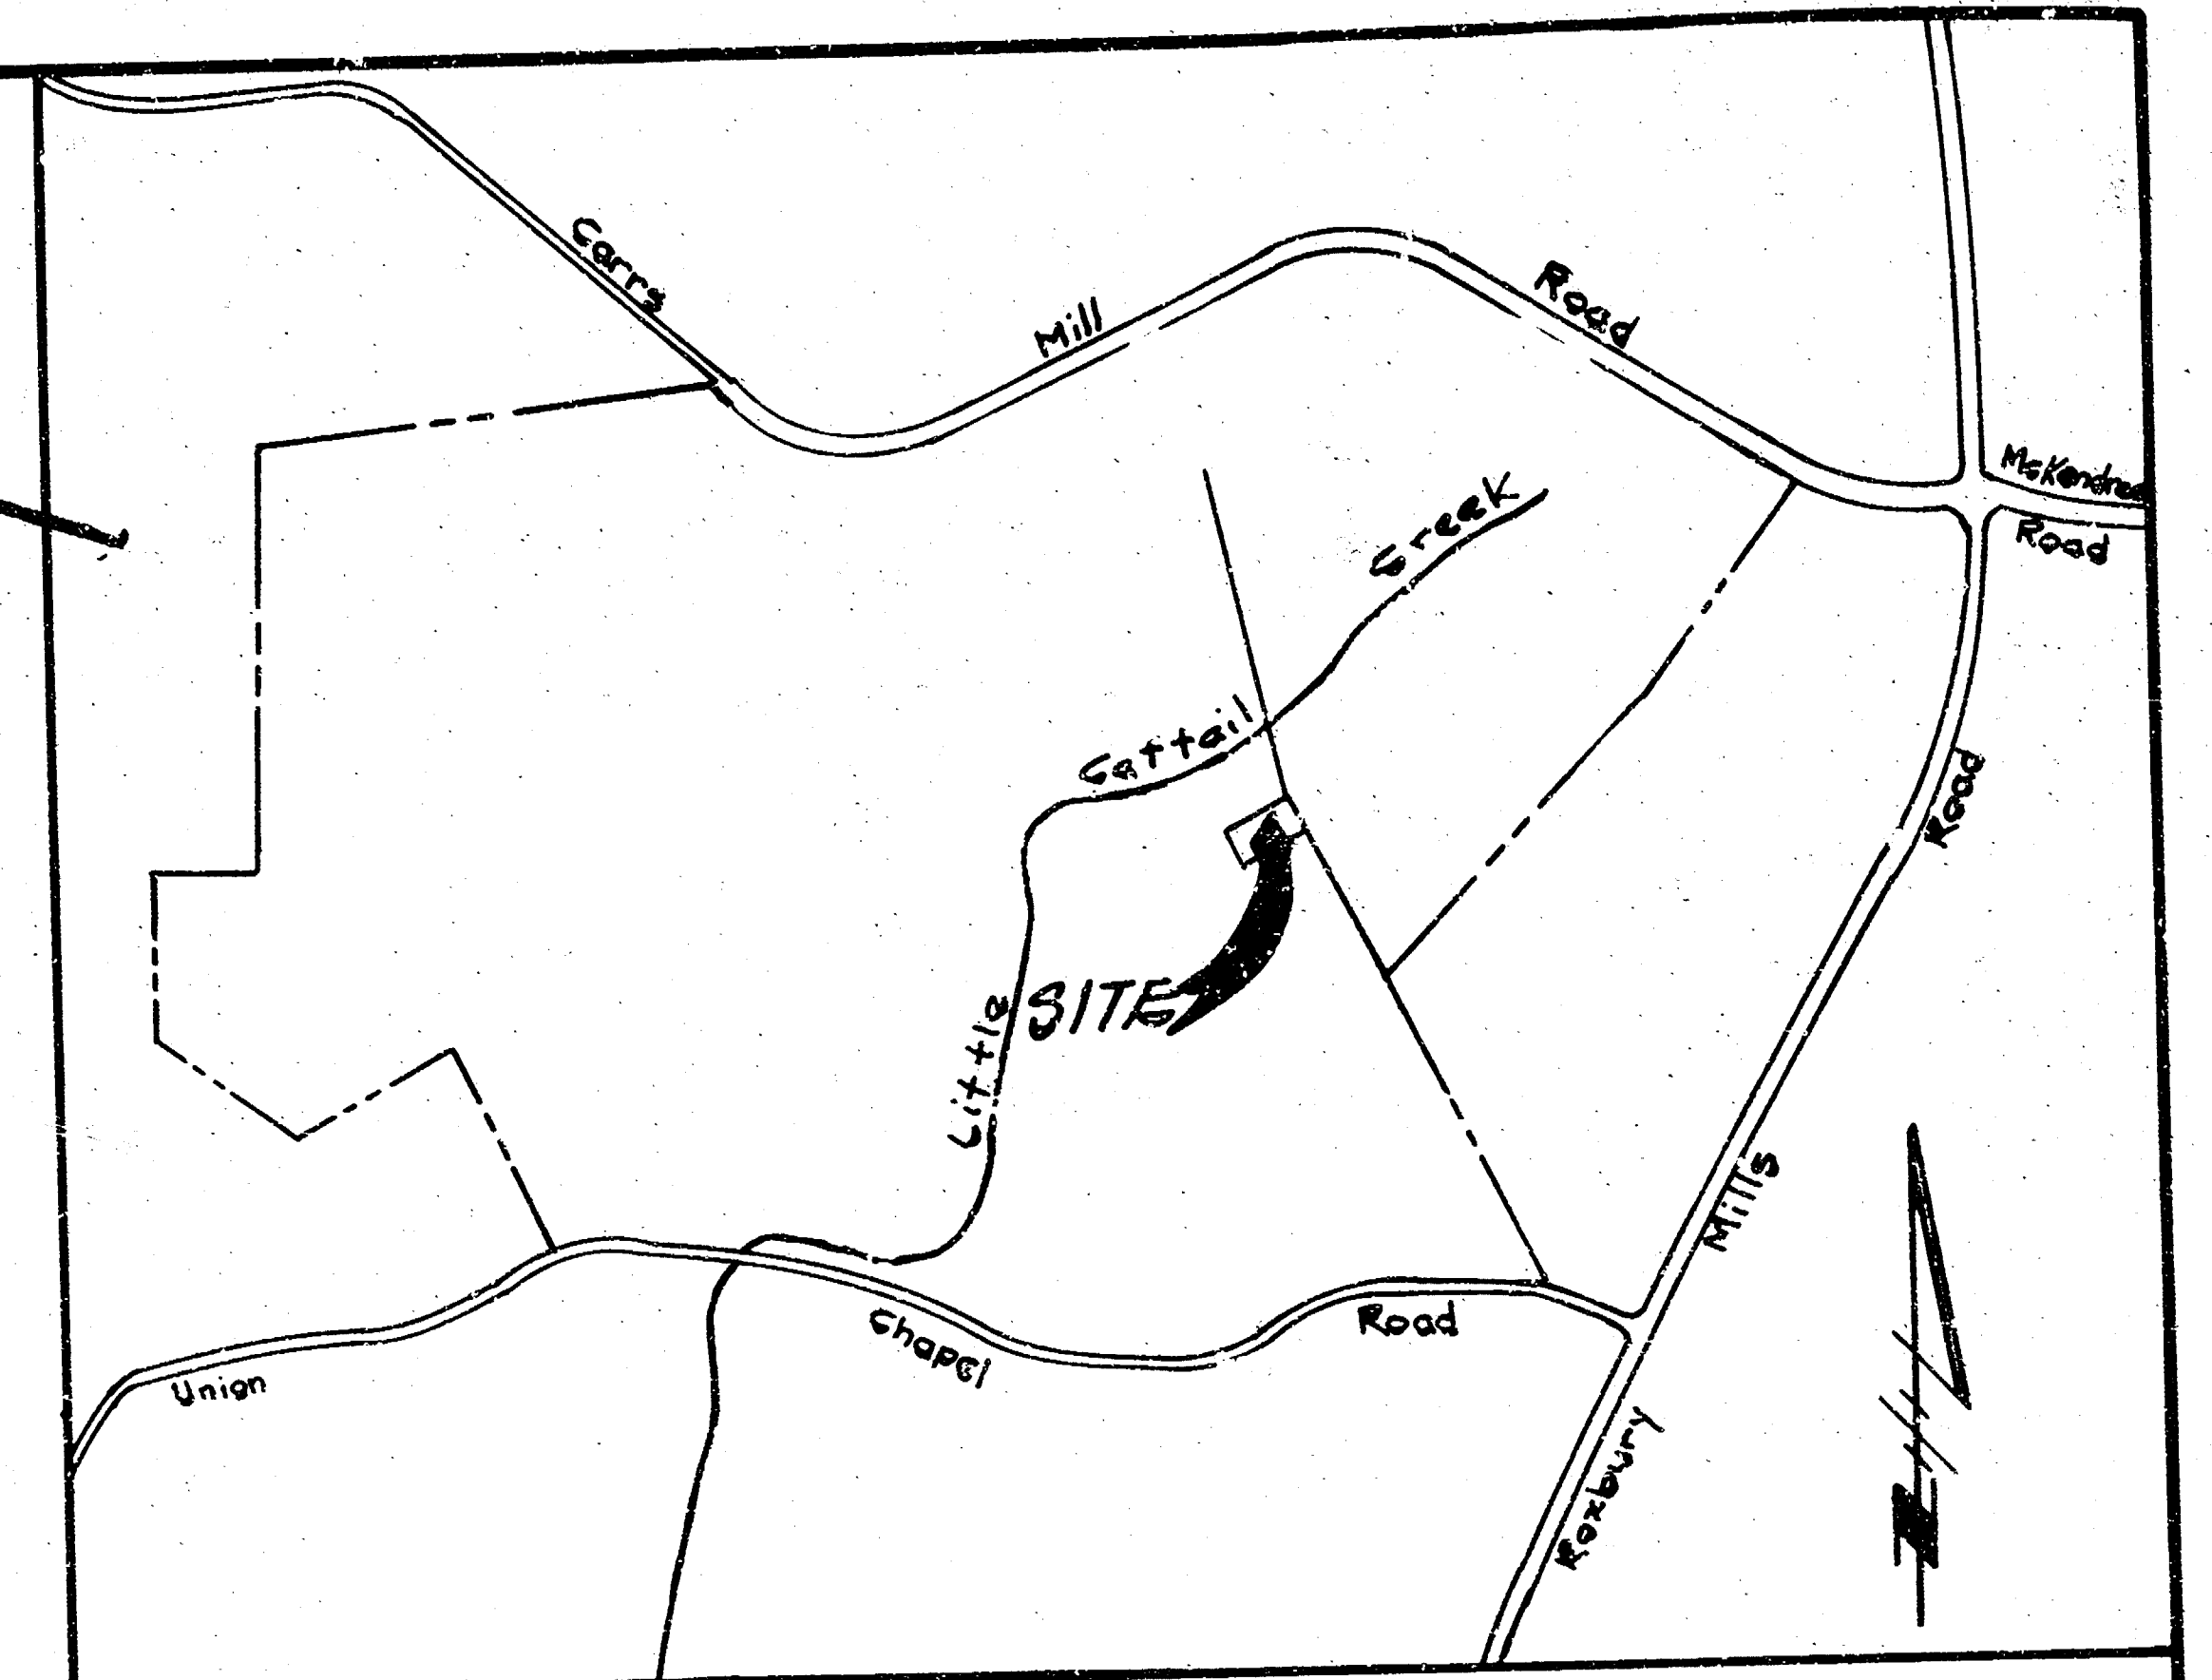 Carrs Mill Road
McKendree
Road
Little Cattail Creek
SITE
Roxbury Mills Road
Union Chapel Road
N